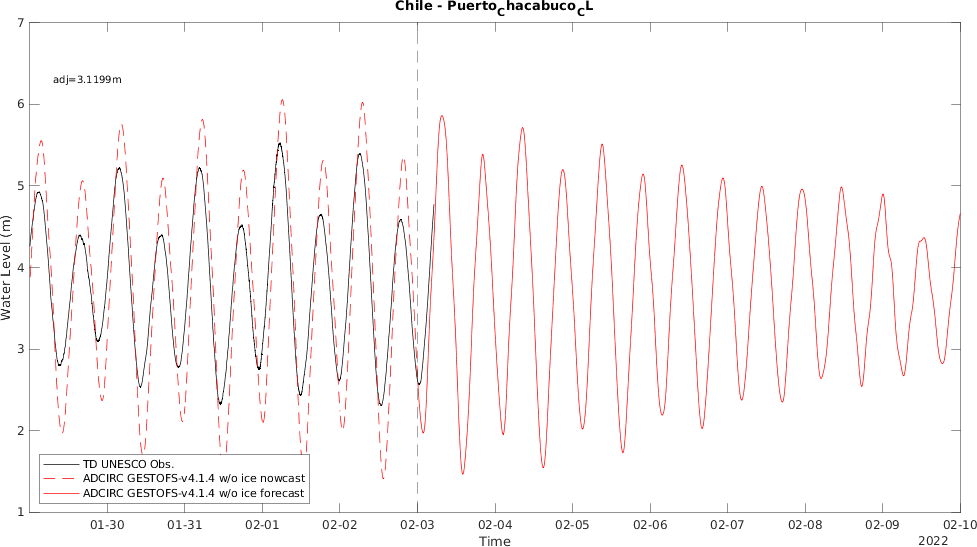 Chile - Puerto_Chacabuco_CL
7
adj=3.1199m
6
5
4
3
2
1
Water Level (m)
TD UNESCO Obs.
ADCIRC GESTOFS-v4.1.4 w/o ice nowcast
ADCIRC GESTOFS-v4.1.4 w/o ice forecast
01-30 01-31 02-01 02-02 02-03 02-04 02-05 02-06 02-07 02-08 02-09 02-10
Time
2022